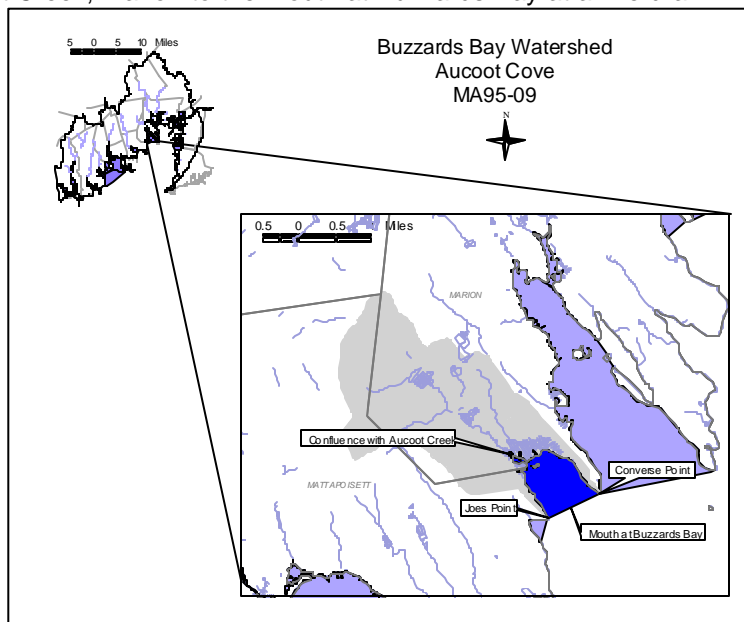 Buzzards Bay Watershed
Aucoot Cove
MA95-09
N
5 0 5 10 Miles
0.5 0 0.5 Miles
MARION
Confluence with Aucoot Creek
Converse Point
MATTAPOISETT
Joes Point
Mouth at Buzzards Bay